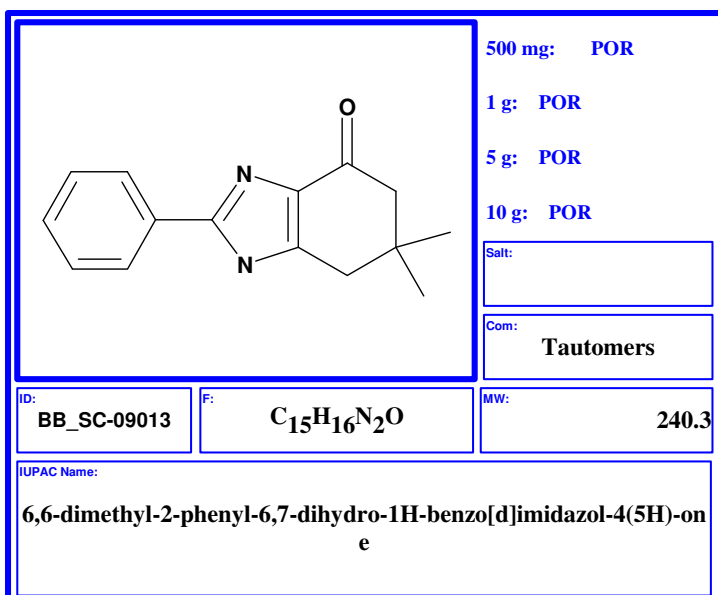 500 mg: POR
1 g: POR
5 g: POR
10 g: POR
O
N
N
Salt:
Com:
Tautomers
ID:
BB_SC-09013
F:
C15H16N2O
MW:
240.3
IUPAC Name:
6,6-dimethyl-2-phenyl-6,7-dihydro-1H-benzo[d]imidazol-4(5H)-on
e